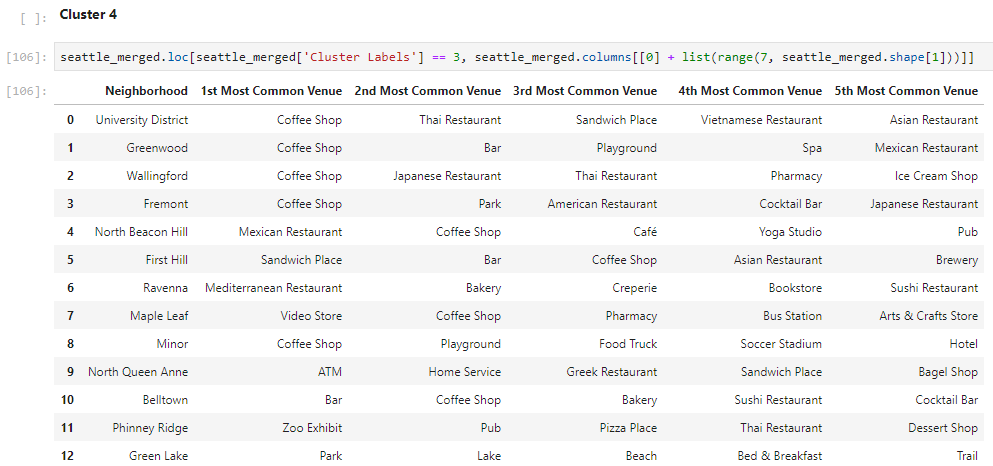 [ ]: Cluster 4
[106]: seattle_merged.loc[seattle_merged['Cluster Labels'] == 3, seattle_merged.columns[[0] + list(range(7, seattle_merged.shape[1]))]]
[106]: Neighborhood 1st Most Common Venue 2nd Most Common Venue 3rd Most Common Venue 4th Most Common Venue 5th Most Common Venue
0 University District Coffee Shop Thai Restaurant Sandwich Place Vietnamese Restaurant Asian Restaurant
1 Greenwood Coffee Shop Bar Playground Spa Mexican Restaurant
2 Wallingford Coffee Shop Japanese Restaurant Thai Restaurant Pharmacy Ice Cream Shop
3 Fremont Coffee Shop Park American Restaurant Cocktail Bar Japanese Restaurant
4 North Beacon Hill Mexican Restaurant Coffee Shop Café Yoga Studio Pub
5 First Hill Sandwich Place Bar Coffee Shop Asian Restaurant Brewery
6 Ravenna Mediterranean Restaurant Bakery Creperie Bookstore Sushi Restaurant
7 Maple Leaf Video Store Coffee Shop Pharmacy Bus Station Arts & Crafts Store
8 Minor Coffee Shop Playground Food Truck Soccer Stadium Hotel
9 North Queen Anne ATM Home Service Greek Restaurant Sandwich Place Bagel Shop
10 Belltown Bar Coffee Shop Bakery Sushi Restaurant Cocktail Bar
11 Phinney Ridge Zoo Exhibit Pub Pizza Place Thai Restaurant Dessert Shop
12 Green Lake Park Lake Beach Bed & Breakfast Trail